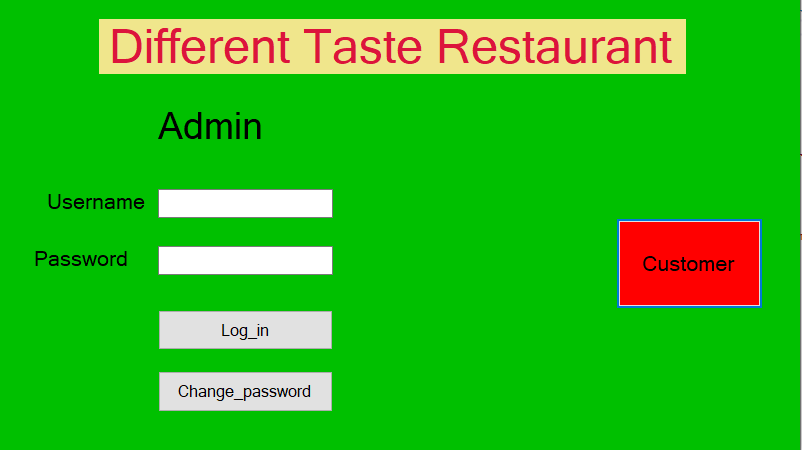 Different Taste Restaurant
Admin
Username
Password
Customer
Log_in
Change_password